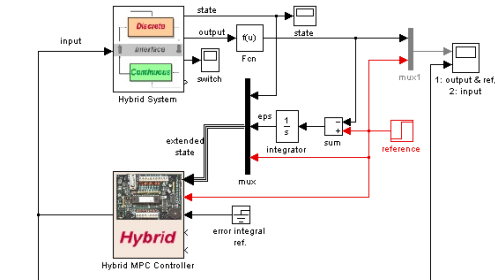 state
input
Discrete
output
f(u)
state
Interface
Fcn
Continuous
switch
mux1
1: output & ref,
2: input
Hybrid System
eps
1
s
-
+
extended
state
integrator
sum
reference
mux
Hybrid
error integral
ref.
Hybrid MPC Controller